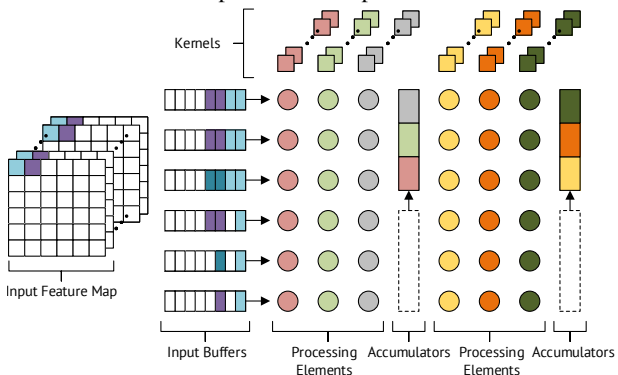 Kernels
Input Feature Map
Input Buffers
Processing
Elements
Accumulators
Processing
Elements
Accumulators